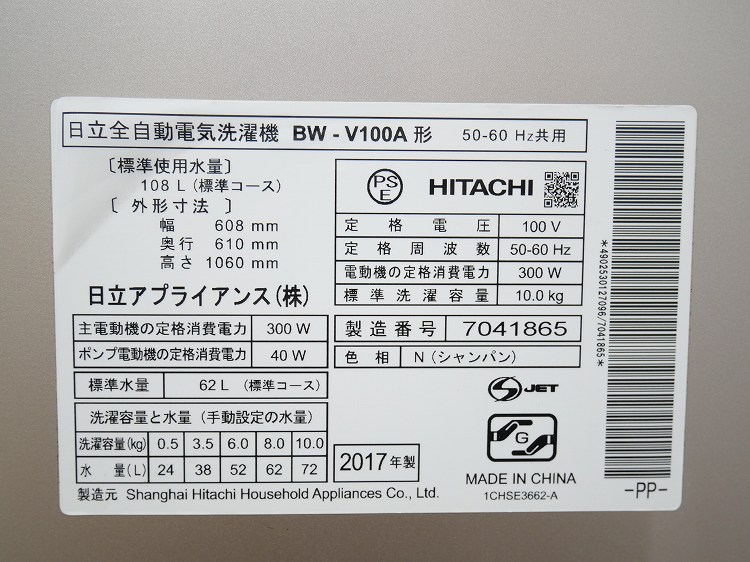 日立全自動電気洗濯機 BW-V100A 形 50-60 Hz共用
〔標準使用水量〕
108 L (標準コース)
〔 外形寸法 〕
幅 608 mm
奥行 610 mm
高さ 1060 mm
日立アプライアンス(株)
主電動機の定格消費電力 300 W
ポンプ電動機の定格消費電力 40 W
標準水量 62 L (標準コース)
洗濯容量と水量 (手動設定の水量)
洗濯容量(kg) 0.5 3.5 6.0 8.0 10.0
水 量(L) 24 38 52 62 72
製造元 Shanghai Hitachi Household Appliances Co., Ltd.
PS
E HITACHI
定格電圧 100 V
定格周波数 50-60 Hz
電動機の定格消費電力 300 W
標準洗濯容量 10.0 kg
製造番号 7041865
色相 N (シャンパン)
S JET
G
2017年製
MADE IN CHINA
1CHSE3662-A
*4902530127096/7041865*
-PP-